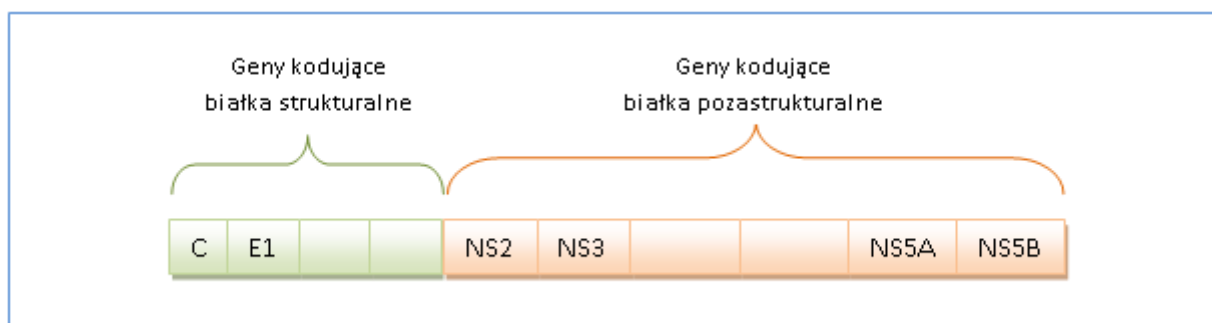 Geny kodujące
białka strukturalne
Geny kodujące
białka pozastrukturalne
C E1 NS2 NS3 NS5A NS5B